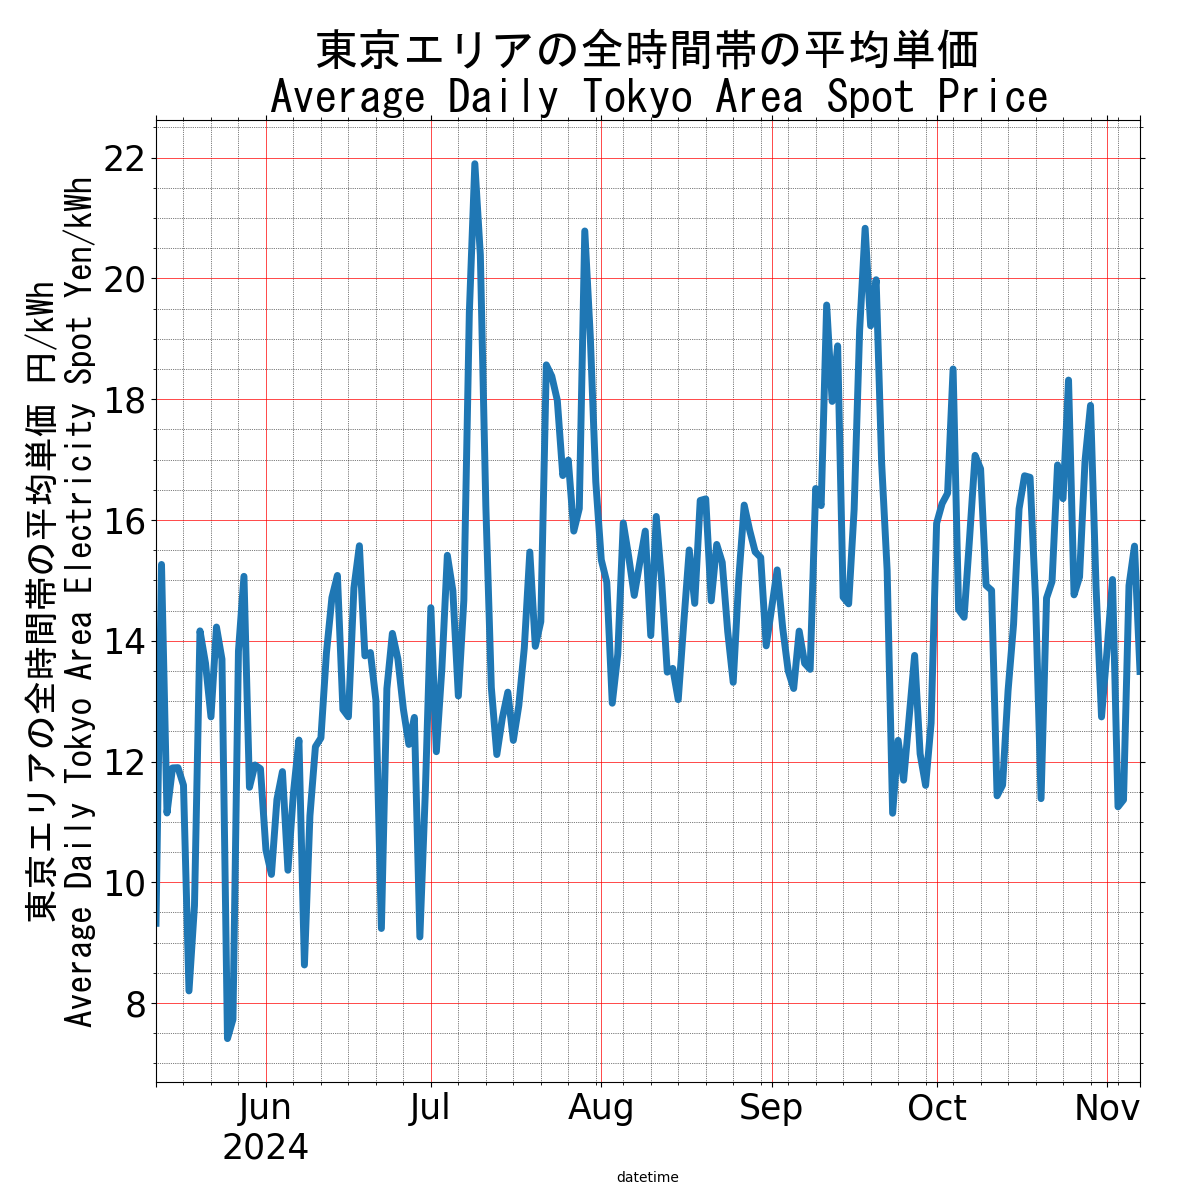 東京エリアの全時間帯の平均単価
Average Daily Tokyo Area Spot Price
東京エリアの全時間帯の平均単価 円/kWh
Average Daily Tokyo Area Electricity Spot Yen/kWh
22
20
18
16
14
12
10
8
Jun
2024
Jul
Aug
Sep
Oct
Nov
datetime